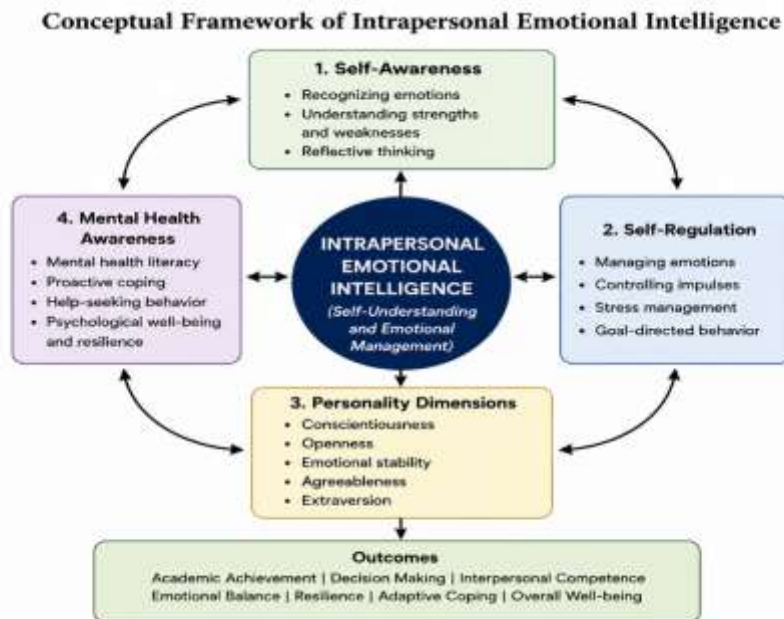 Conceptual Framework of Intrapersonal Emotional Intelligence
1. Self-Awareness
• Recognizing emotions
• Understanding strengths
and weaknesses
• Reflective thinking
4. Mental Health
Awareness
• Mental health literacy
• Proactive coping
• Help-seeking behavior
• Psychological well-being
and resilience
INTRAPERSONAL
EMOTIONAL
INTELLIGENCE
(Self-Understanding
and Emotional
Management)
2. Self-Regulation
• Managing emotions
• Controlling impulses
• Stress management
• Goal-directed behavior
3. Personality Dimensions
• Conscientiousness
• Openness
• Emotional stability
• Agreeableness
• Extraversion
Outcomes
Academic Achievement | Decision Making | Interpersonal Competence
Emotional Balance | Resilience | Adaptive Coping | Overall Well-being